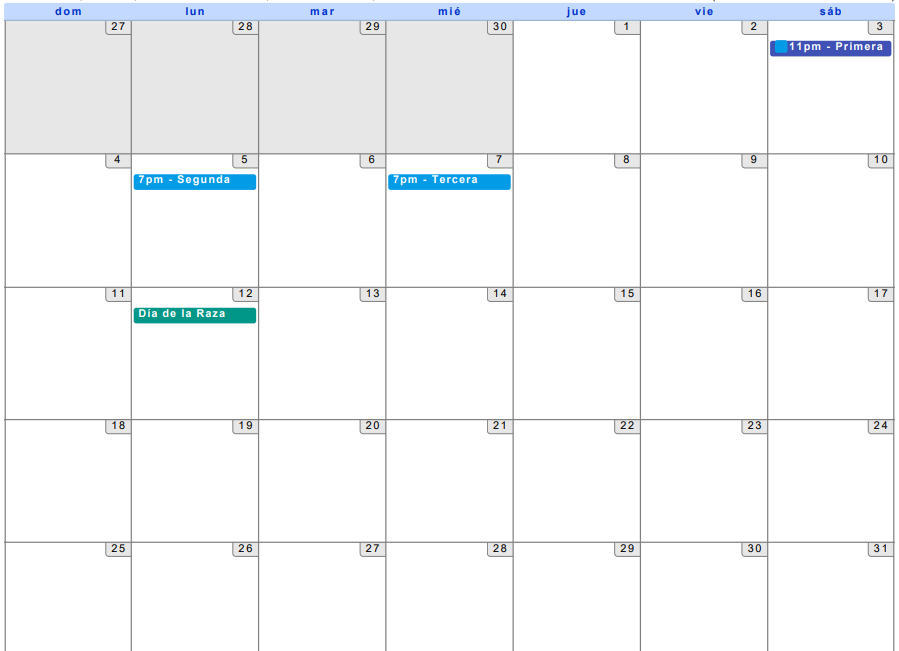 dom lun mar mié jue vie sáb
27 28 29 30 1 2 3
11pm - Primera
4 5 6 7 8 9 10
7pm - Segunda 7pm - Tercera
11 12 13 14 15 16 17
Día de la Raza
18 19 20 21 22 23 24
25 26 27 28 29 30 31